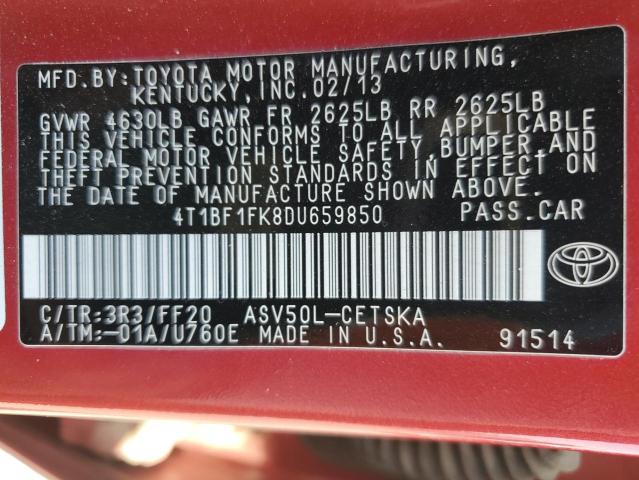 MFD.BY:TOYOTA MOTOR MANUFACTURING,
KENTUCKY,INC.02/13
GVWR 4630LB GAWR FR 2625LB RR 2625LB
THIS VEHICLE CONFORMS TO ALL APPLICABLE
FEDERAL MOTOR VEHICLE SAFETY,BUMPER,AND
THEFT PREVENTION STANDARDS IN EFFECT ON
THE DATE OF MANUFACTURE SHOWN ABOVE.
4T1BF1FK8DU659850 PASS.CAR
C/TR:3R3/FF20 ASV50L-CETSKA
A/TM:-01A/U760E MADE IN U.S.A. 91514